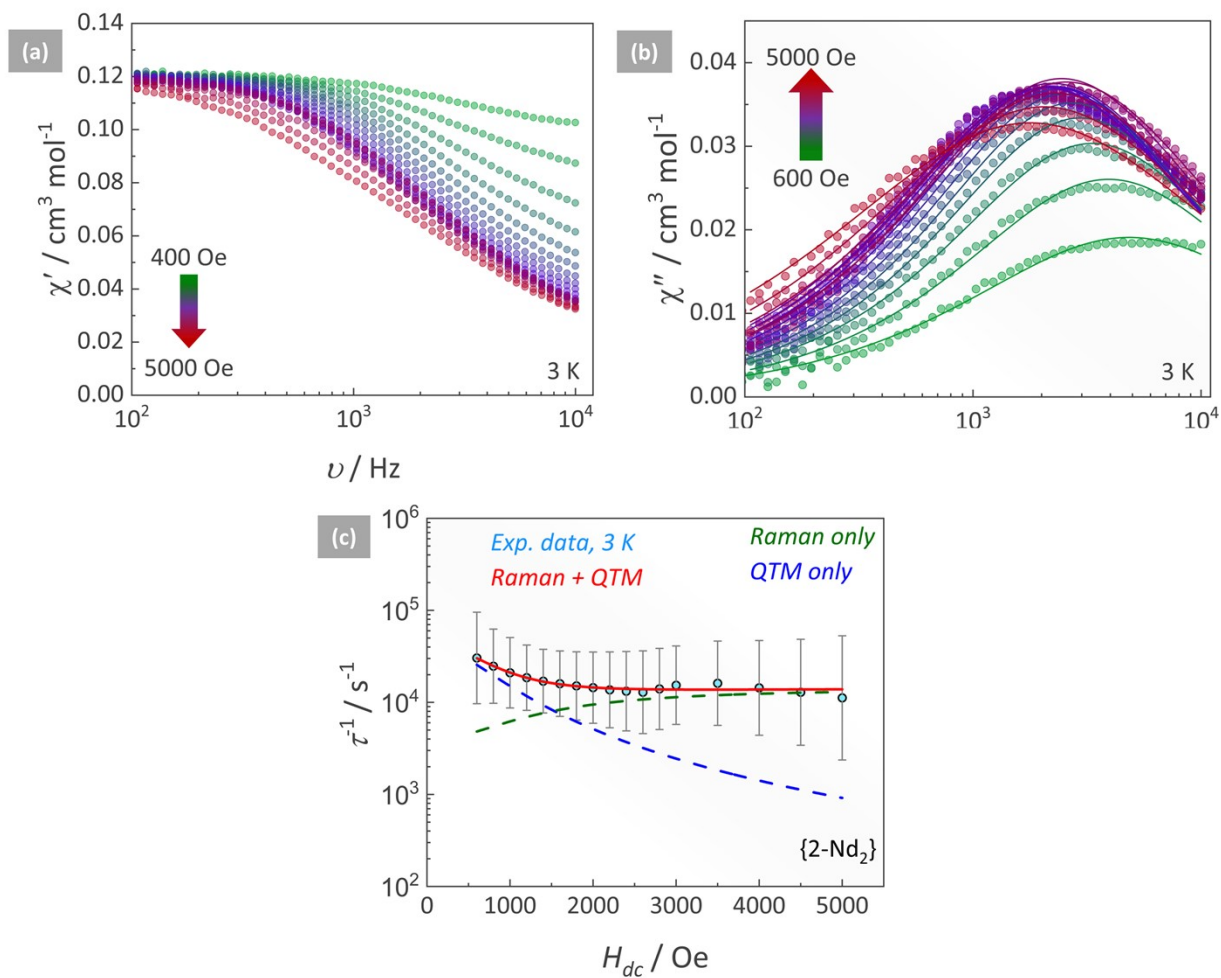 (a)
0.14
0.12
0.10
0.08
0.06
0.04
0.02
0.00
χ′ / cm³ mol⁻¹
400 Oe
5000 Oe
3 K
10² 10³ 10⁴
υ / Hz
(b)
0.04
0.03
0.02
0.01
0.00
χ″ / cm³ mol⁻¹
5000 Oe
600 Oe
3 K
10² 10³ 10⁴
(c)
10⁶
10⁵
10⁴
10³
10²
τ⁻¹ / s⁻¹
Exp. data, 3 K
Raman + QTM
Raman only
QTM only
{2-Nd₂}
0 1000 2000 3000 4000 5000
H_dc / Oe